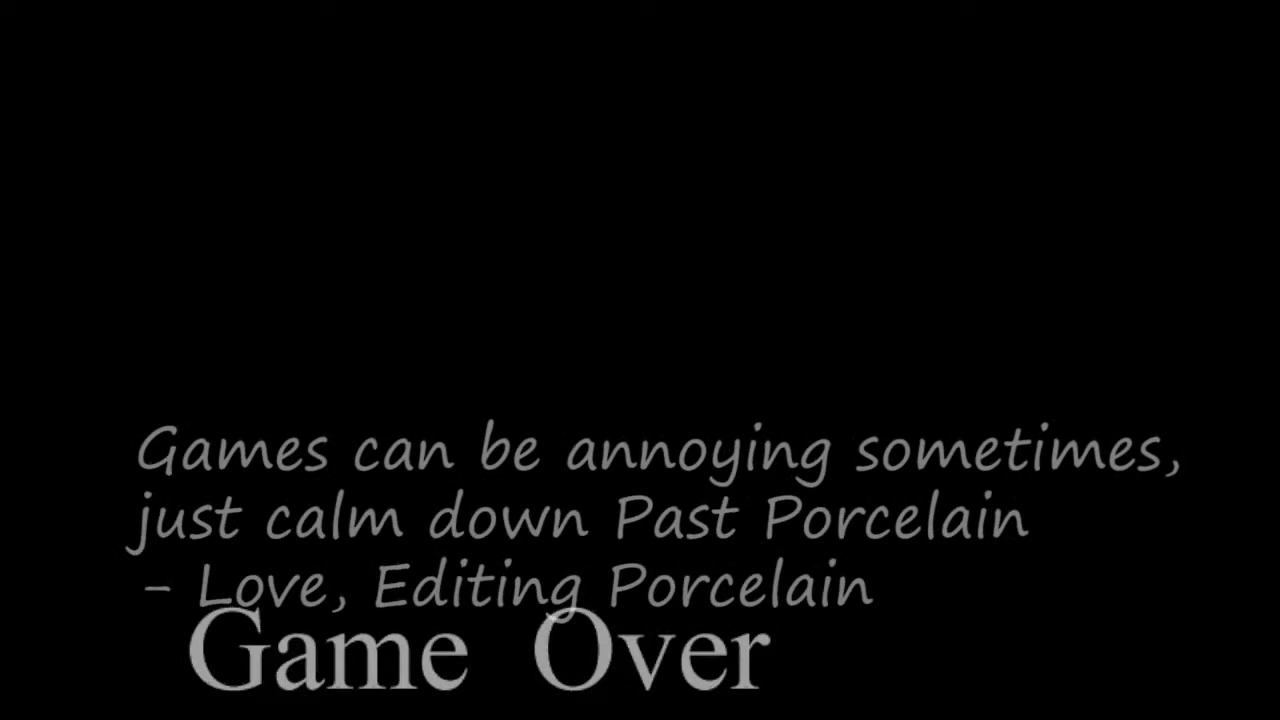 Games can be annoying sometimes,
just calm down Past Porcelain
- Love, Editing Porcelain
Game Over